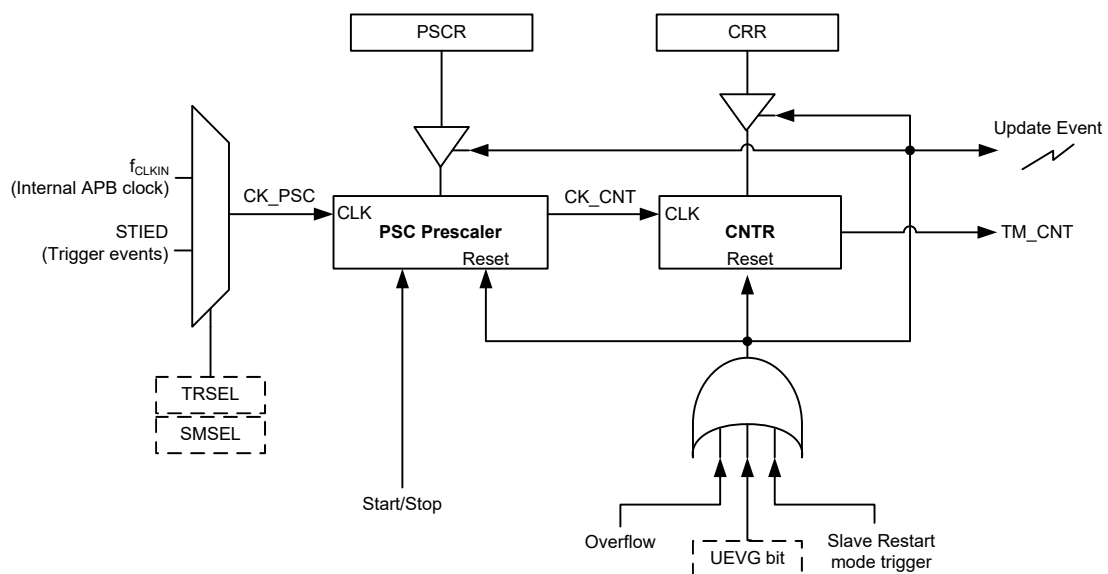 PSCR
CRR
Update Event
fCLKIN
(Internal APB clock)
CK_PSC
CK_CNT
CLK
PSC Prescaler
Reset
CLK
CNTR
Reset
TM_CNT
STIED
(Trigger events)
TRSEL
SMSEL
Start/Stop
Overflow
UEVG bit
Slave Restart
mode trigger